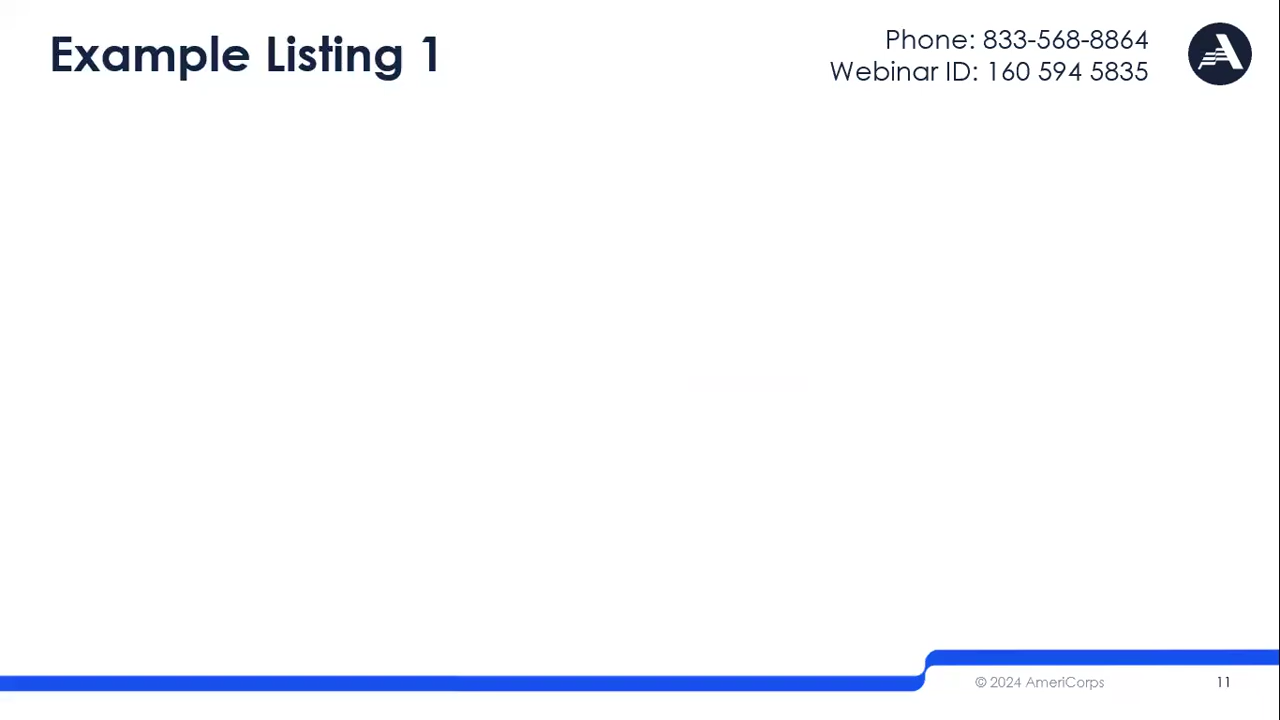 Example Listing 1
Phone: 833-568-8864
Webinar ID: 160 594 5835
© 2024 AmeriCorps
11